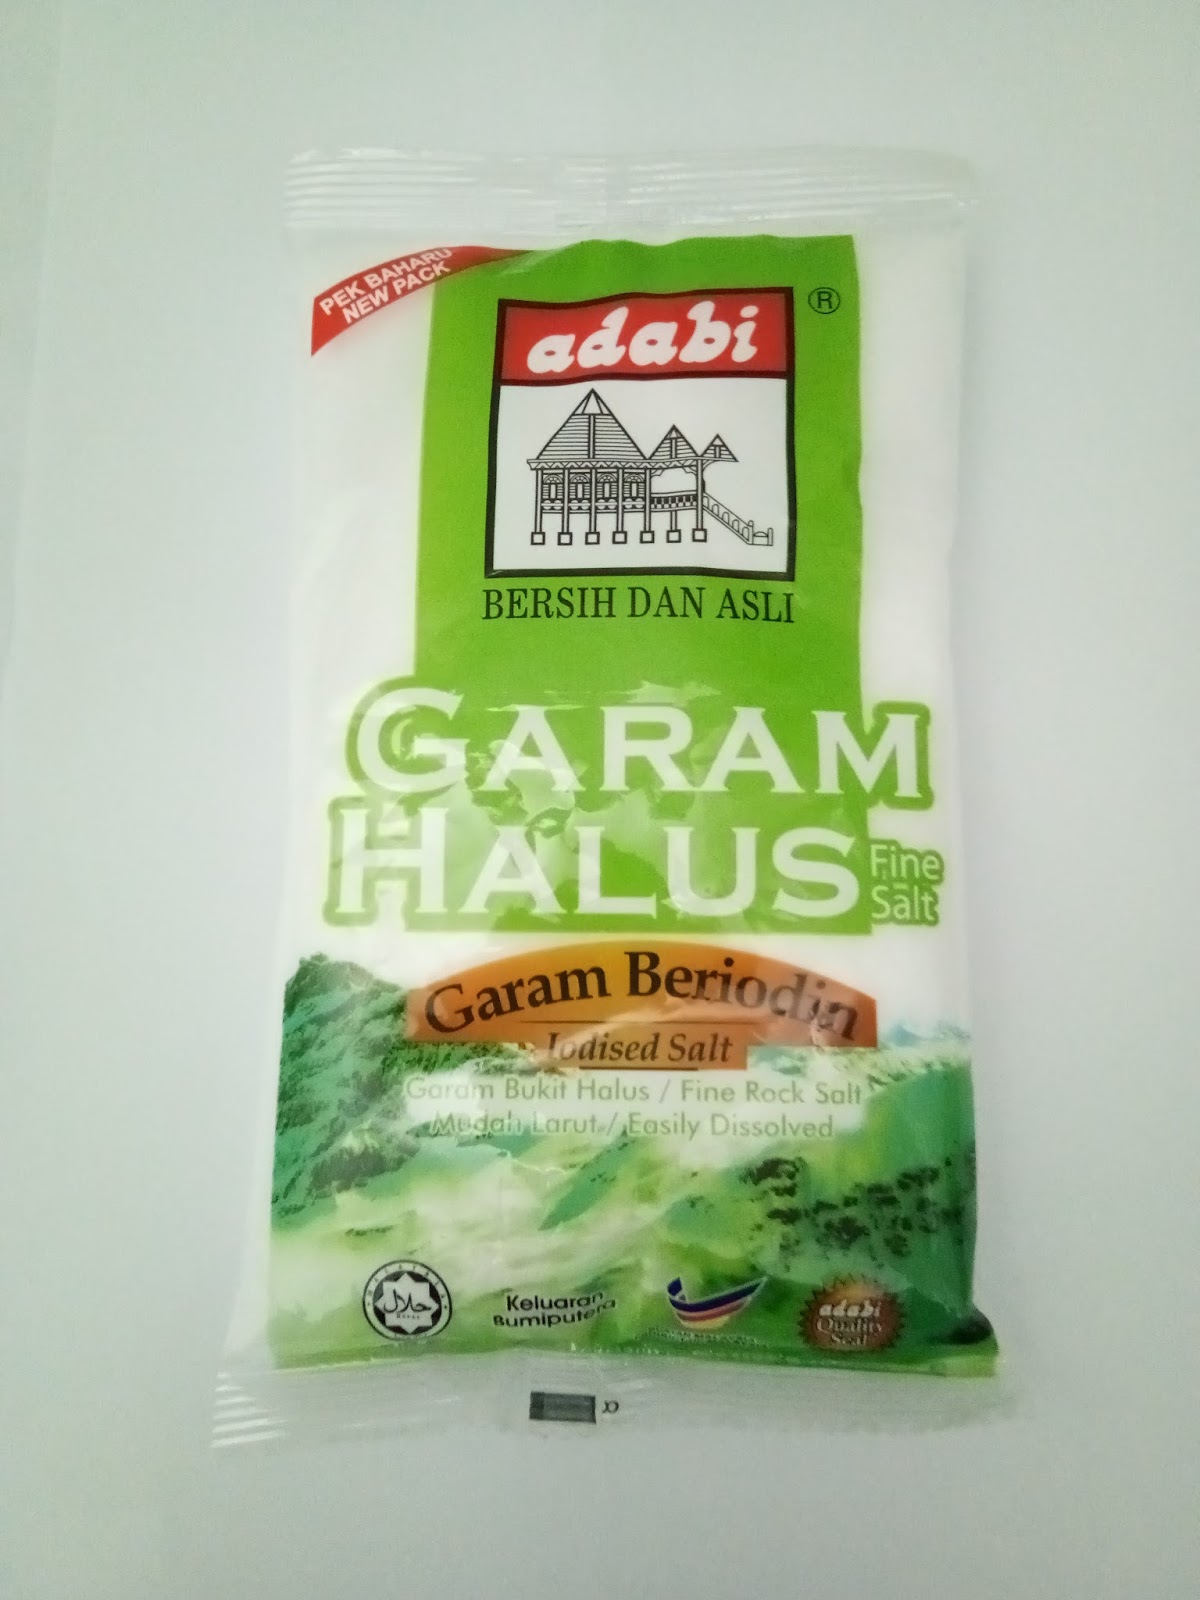 PEK BAHARU
NEW PACK
adabi
®
BERSIH DAN ASLI
GARAM
HALUS
Fine
Salt
Garam Beriodin
Iodised Salt
Garam Bukit Halus / Fine Rock Salt
Mudah Larut / Easily Dissolved
حلال
Keluaran
Bumiputera
adabi
Quality
Seal